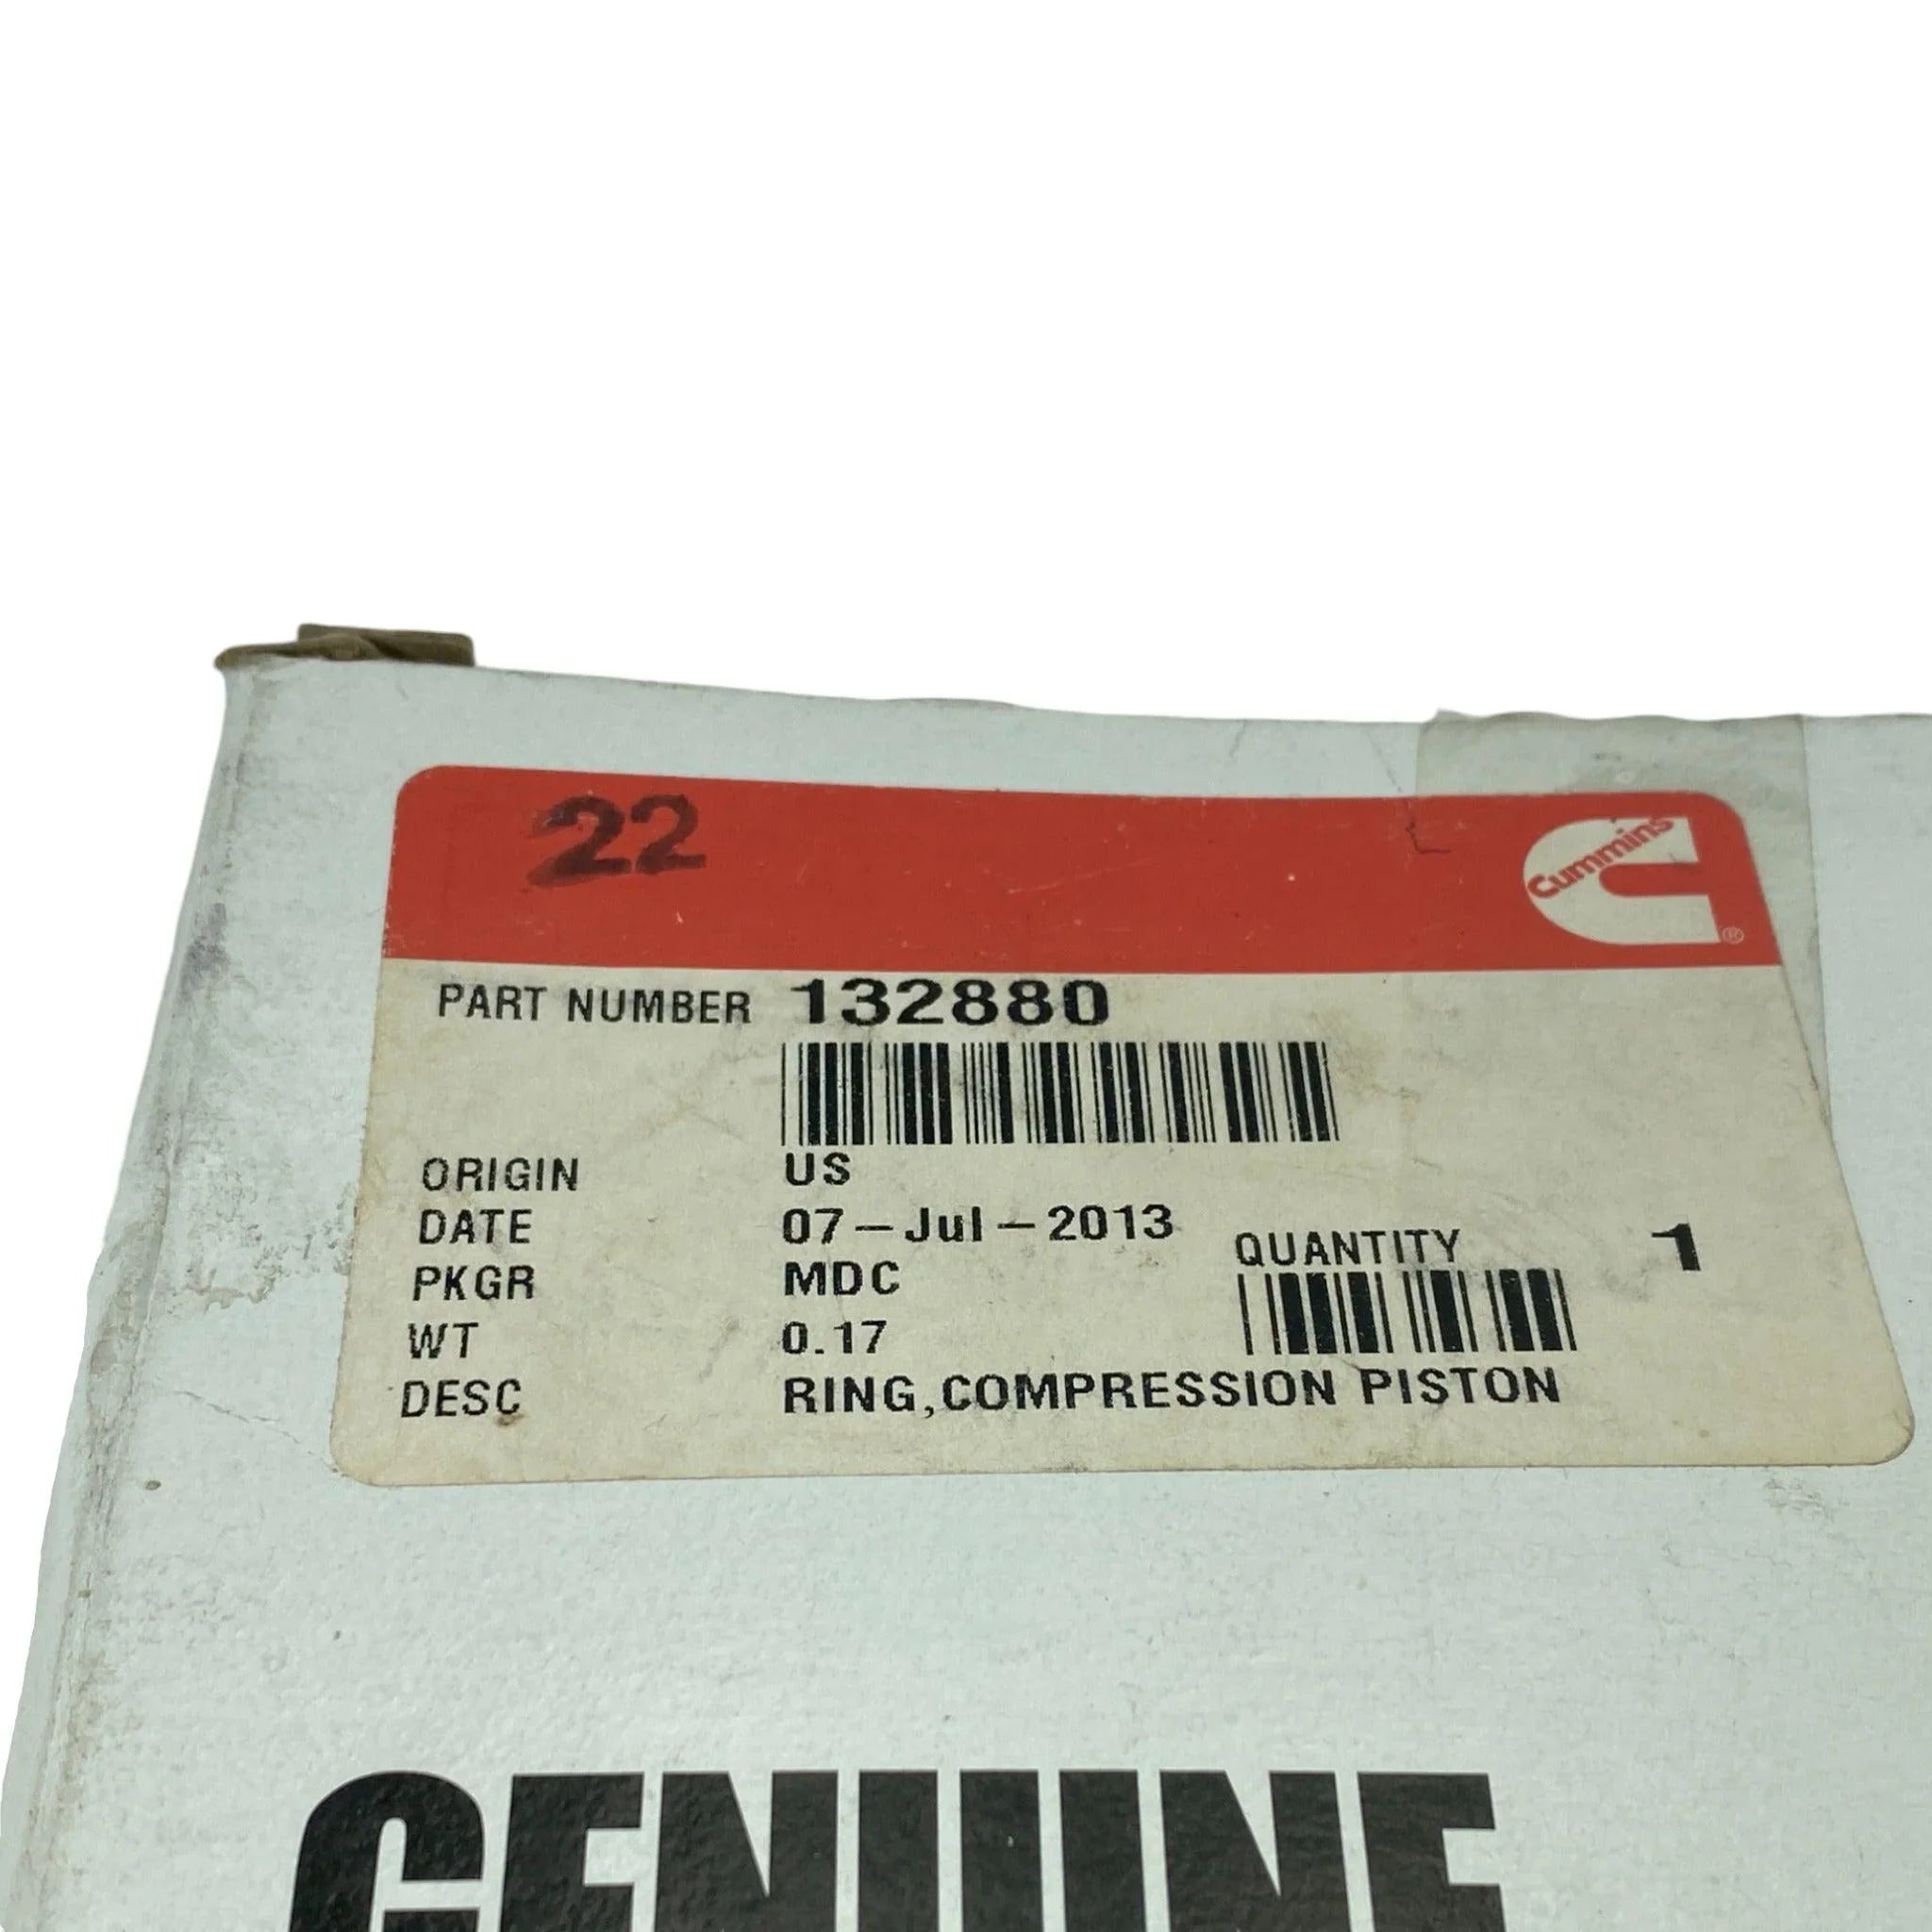 22
Cummins ®
PART NUMBER 132880
ORIGIN US
DATE 07-Jul-2013
QUANTITY 1
PKGR MDC
WT 0.17
DESC RING,COMPRESSION PISTON
GENUINE